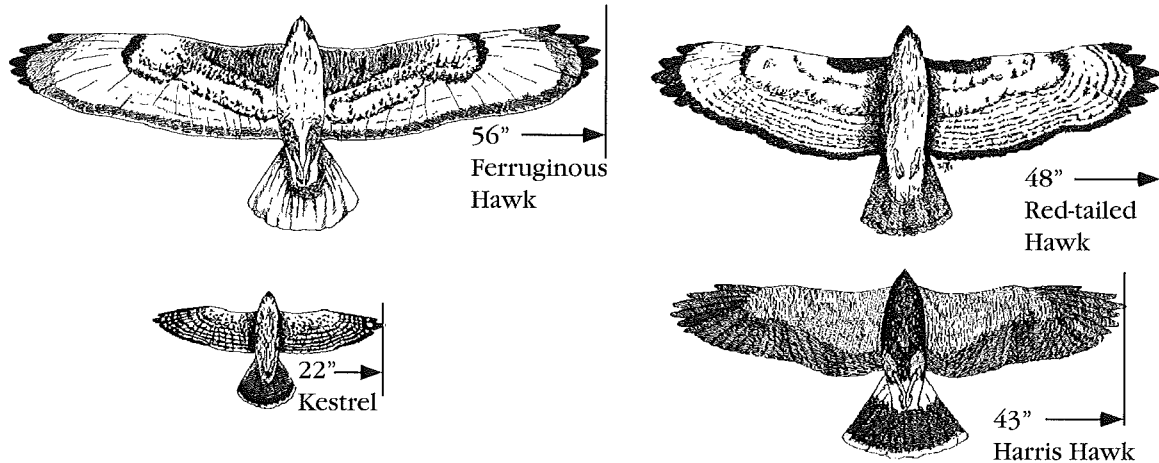 56”
Ferruginous
Hawk
48”
Red-tailed
Hawk
22”
Kestrel
43”
Harris Hawk